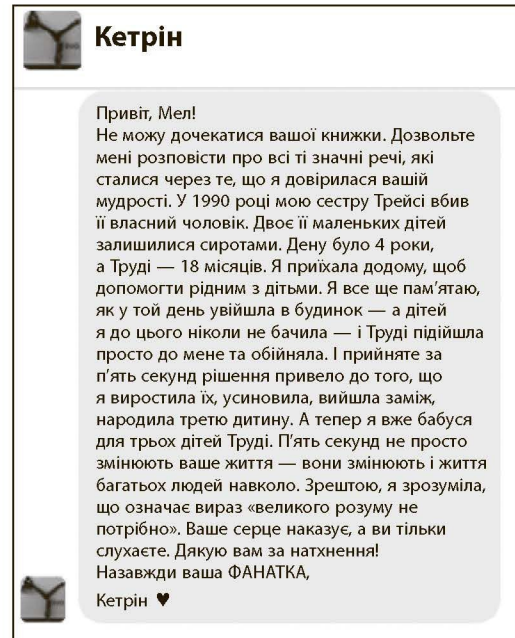 Кетрін
Привіт, Мел!
Не можу дочекатися вашої книжки. Дозвольте
мені розповісти про всі ті значні речі, які
сталися через те, що я довірилася вашій
мудрості. У 1990 році мою сестру Трейсі вбив
її власний чоловік. Двоє її маленьких дітей
залишилися сиротами. Дену було 4 роки,
а Труді — 18 місяців. Я приїхала додому, щоб
допомогти рідним з дітьми. Я все ще пам’ятаю,
як у той день увійшла в будинок — а дітей
я до цього ніколи не бачила — і Труді підійшла
просто до мене та обійняла. І прийняте за
п’ять секунд рішення привело до того, що
я виростила їх, усиновила, вийшла заміж,
народила третю дитину. А тепер я вже бабуся
для трьох дітей Труді. П’ять секунд не просто
змінюють ваше життя — вони змінюють і життя
багатьох людей навколо. Зрештою, я зрозуміла,
що означає вираз «великого розуму не
потрібно». Ваше серце наказує, а ви тільки
слухаєте. Дякую вам за натхнення!
Назавжди ваша ФАНАТКА,
Кетрін ♥